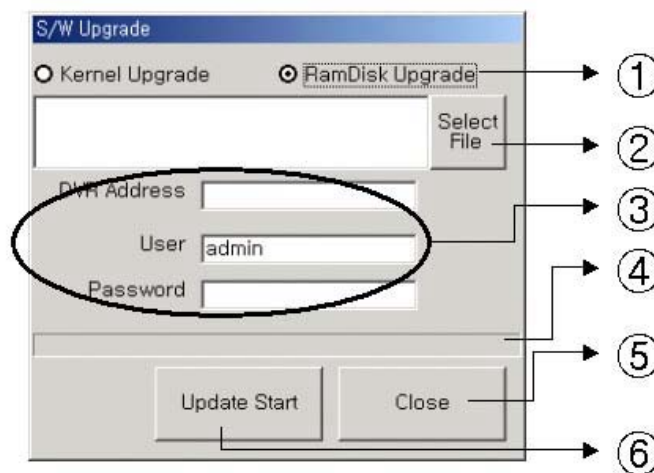 S/W Upgrade
Kernel Upgrade RamDisk Upgrade ①
Select
File ②
DVR Address ③
User admin
④
Password
⑤
Update Start Close
⑥